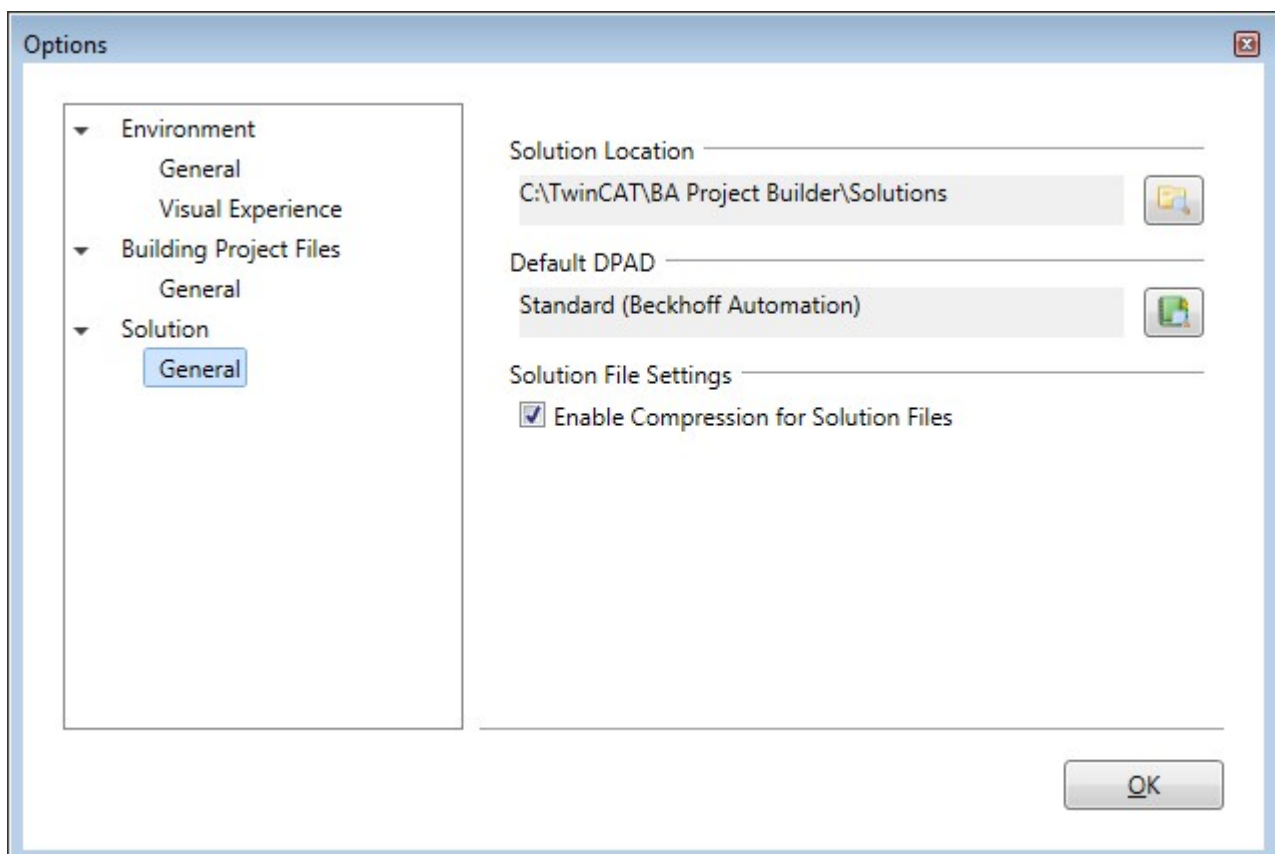 Options
Environment
General
Visual Experience
Building Project Files
General
Solution
General
Solution Location
C:\TwinCAT\BA Project Builder\Solutions
Default DPAD
Standard (Beckhoff Automation)
Solution File Settings
Enable Compression for Solution Files
OK